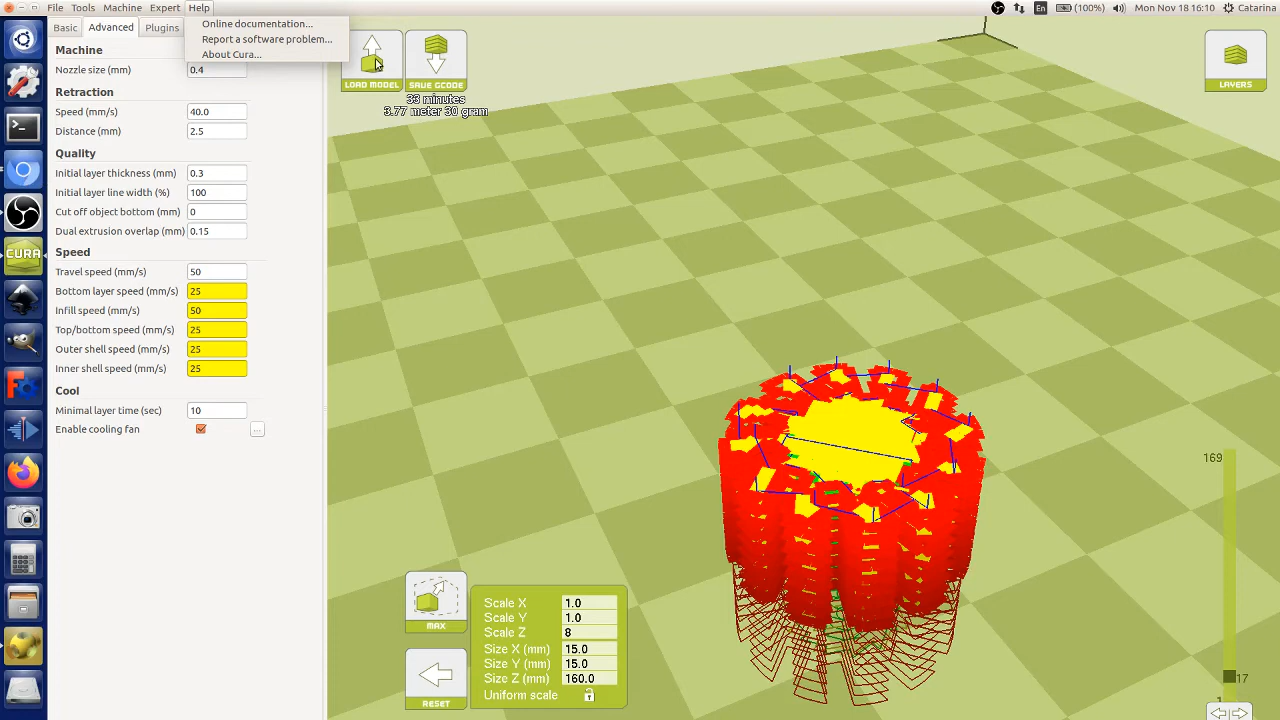 File Tools Machine Expert Help
En (100%) Mon Nov 18 16:10 Catarina
Basic Advanced Plugins
Online documentation...
Report a software problem...
About Cura...
Machine
Nozzle size (mm) 0.4
Retraction
Speed (mm/s) 40.0
Distance (mm) 2.5
Quality
Initial layer thickness (mm) 0.3
Initial layer line width (%) 100
Cut off object bottom (mm) 0
Dual extrusion overlap (mm) 0.15
Speed
Travel speed (mm/s) 50
Bottom layer speed (mm/s) 25
Infill speed (mm/s) 50
Top/bottom speed (mm/s) 25
Outer shell speed (mm/s) 25
Inner shell speed (mm/s) 25
Cool
Minimal layer time (sec) 10
Enable cooling fan ...
CURA
LOAD MODEL SAVE GCODE
33 minutes
3.77 meter 30 gram
LAYERS
169
17
1
MAX
RESET
Scale X 1.0
Scale Y 1.0
Scale Z 8
Size X (mm) 15.0
Size Y (mm) 15.0
Size Z (mm) 160.0
Uniform scale